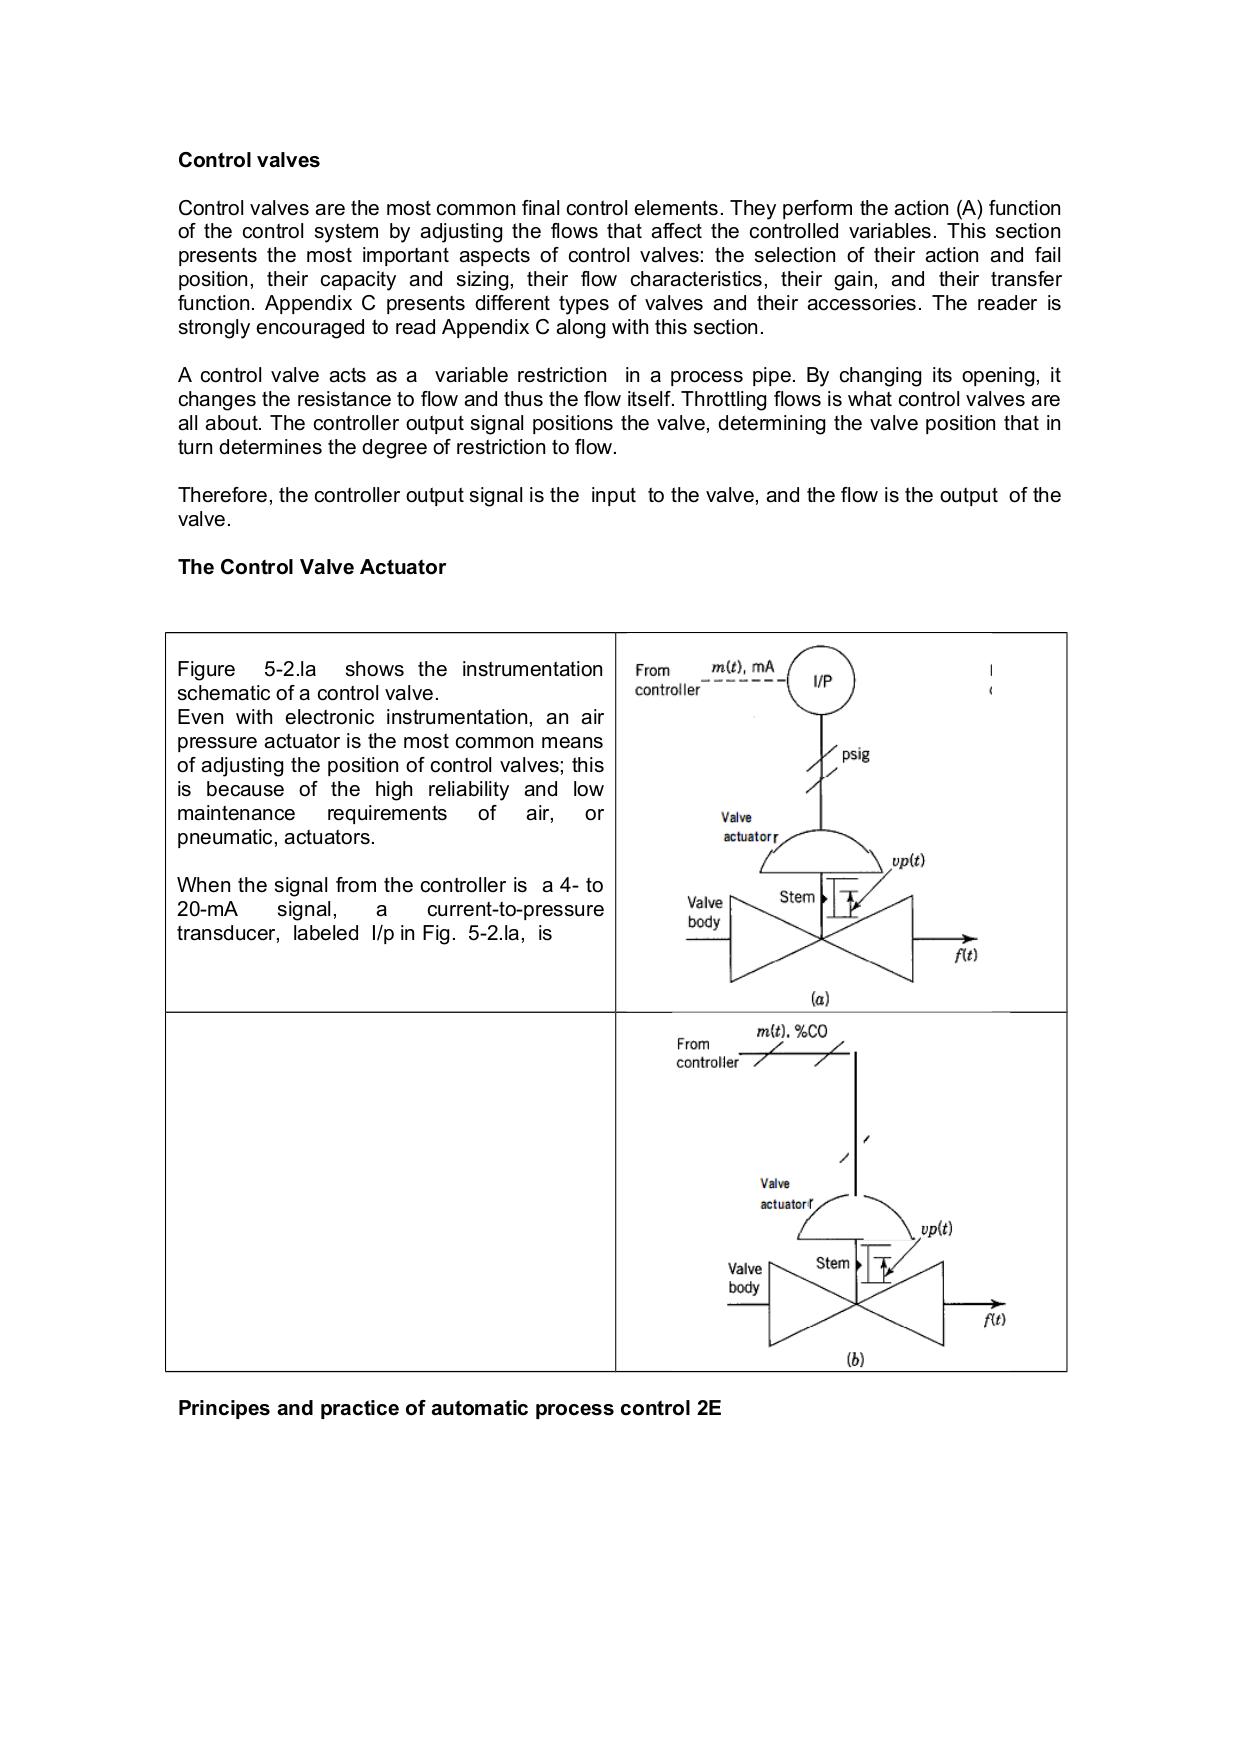 Control valves
Control valves are the most common final control elements. They perform the action (A) function
of the control system by adjusting the flows that affect the controlled variables. This section
presents the most important aspects of control valves: the selection of their action and fail
position, their capacity and sizing, their flow characteristics, their gain, and their transfer
function. Appendix C presents different types of valves and their accessories. The reader is
strongly encouraged to read Appendix C along with this section.
A control valve acts as a variable restriction in a process pipe. By changing its opening, it
changes the resistance to flow and thus the flow itself. Throttling flows is what control valves are
all about. The controller output signal positions the valve, determining the valve position that in
turn determines the degree of restriction to flow.
Therefore, the controller output signal is the input to the valve, and the flow is the output of the
valve.
The Control Valve Actuator
Figure 5-2.la shows the instrumentation
schematic of a control valve.
Even with electronic instrumentation, an air
pressure actuator is the most common means
of adjusting the position of control valves; this
is because of the high reliability and low
maintenance requirements of air, or
pneumatic, actuators.
When the signal from the controller is a 4- to
20-mA signal, a current-to-pressure
transducer, labeled I/p in Fig. 5-2.la, is
From
controller
m(t), mA
I/P
psig
Valve
actuator
vp(t)
Stem
Valve
body
f(t)
(a)
m(t). %CO
From
controller
Valve
actuator
vp(t)
Stem
Valve
body
f(t)
(b)
Principes and practice of automatic process control 2E